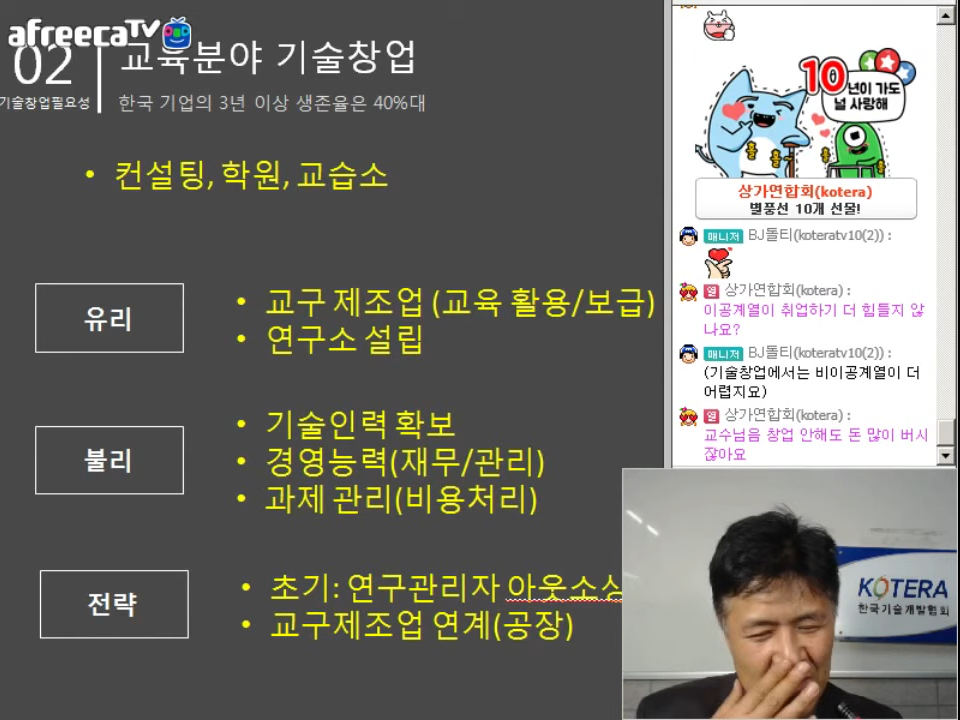 afreecaTV
02
기술창업필요성
교육분야 기술창업
한국 기업의 3년 이상 생존율은 40%대
• 컨설팅, 학원, 교습소
유리
• 교구 제조업 (교육 활용/보급)
• 연구소 설립
불리
• 기술인력 확보
• 경영능력(재무/관리)
• 과제 관리(비용처리)
전략
• 초기: 연구관리자 아웃소싱
• 교구제조업 연계(공장)
10년이 가도
널 사랑해
훌 훌
훌 훌
상가연합회(kotera)
별풍선 10개 선물!
매니저 BJ돌티(koteratv10(2)) :
열 상가연합회(kotera) :
이공계열이 취업하기 더 힘들지 않
나요?
매니저 BJ돌티(koteratv10(2)) :
(기술창업에서는 비이공계열이 더
어렵지요)
열 상가연합회(kotera) :
교수님음 창업 안해도 돈 많이 버시
잖아요
KOTERA
한국기술개발협회